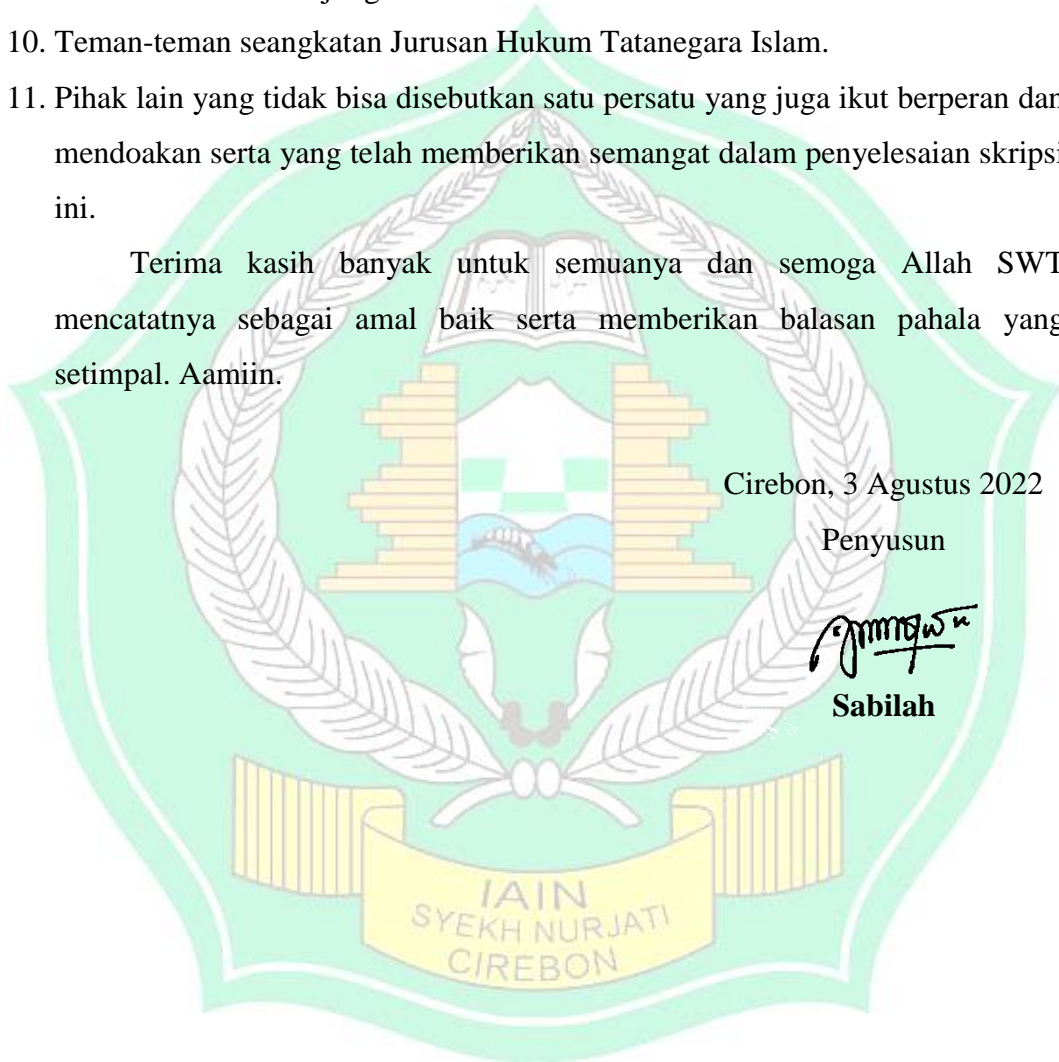 10. Teman-teman seangkatan Jurusan Hukum Tatanegara Islam.
11. Pihak lain yang tidak bisa disebutkan satu persatu yang juga ikut berperan dan
mendoakan serta yang telah memberikan semangat dalam penyelesaian skripsi
ini.
Terima kasih banyak untuk semuanya dan semoga Allah SWT
mencatatnya sebagai amal baik serta memberikan balasan pahala yang
setimpal. Aamiin.
Cirebon, 3 Agustus 2022
Penyusun
Sabilah
IAIN
SYEKH NURJATI
CIREBON